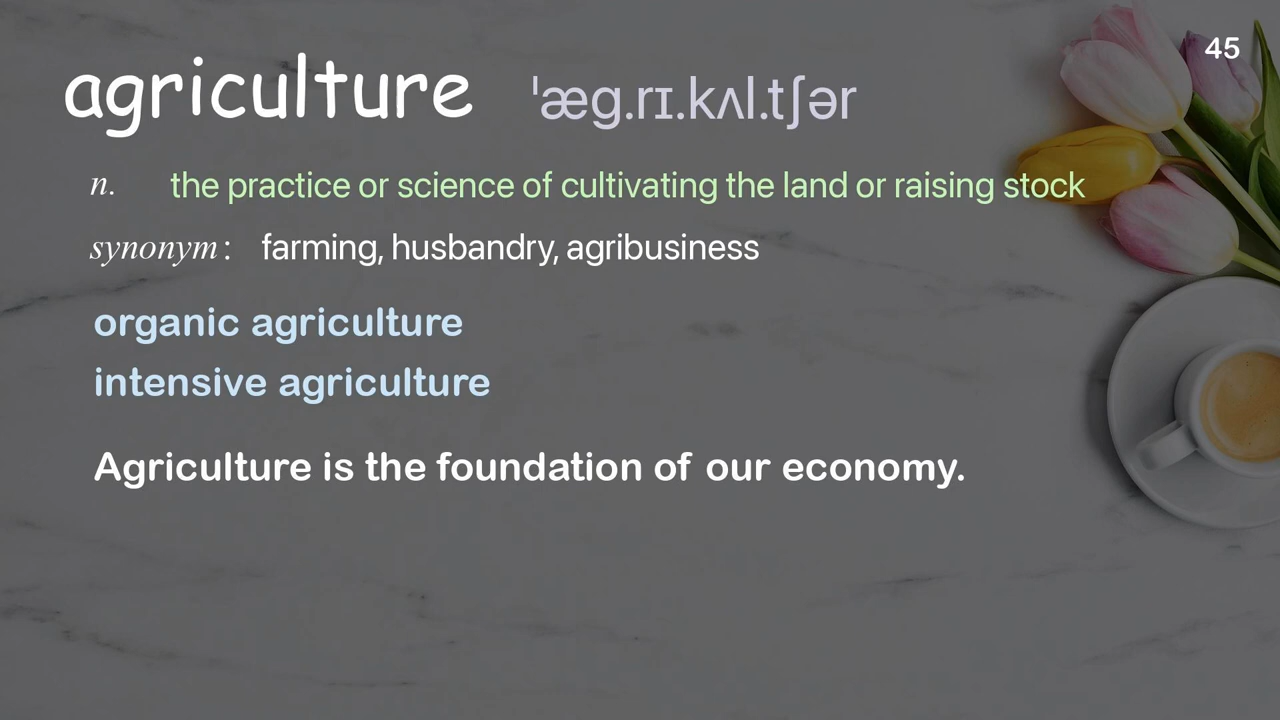 45
agriculture ˈæg.rɪ.kʌl.tʃər
n. the practice or science of cultivating the land or raising stock
synonym: farming, husbandry, agribusiness
organic agriculture
intensive agriculture
Agriculture is the foundation of our economy.